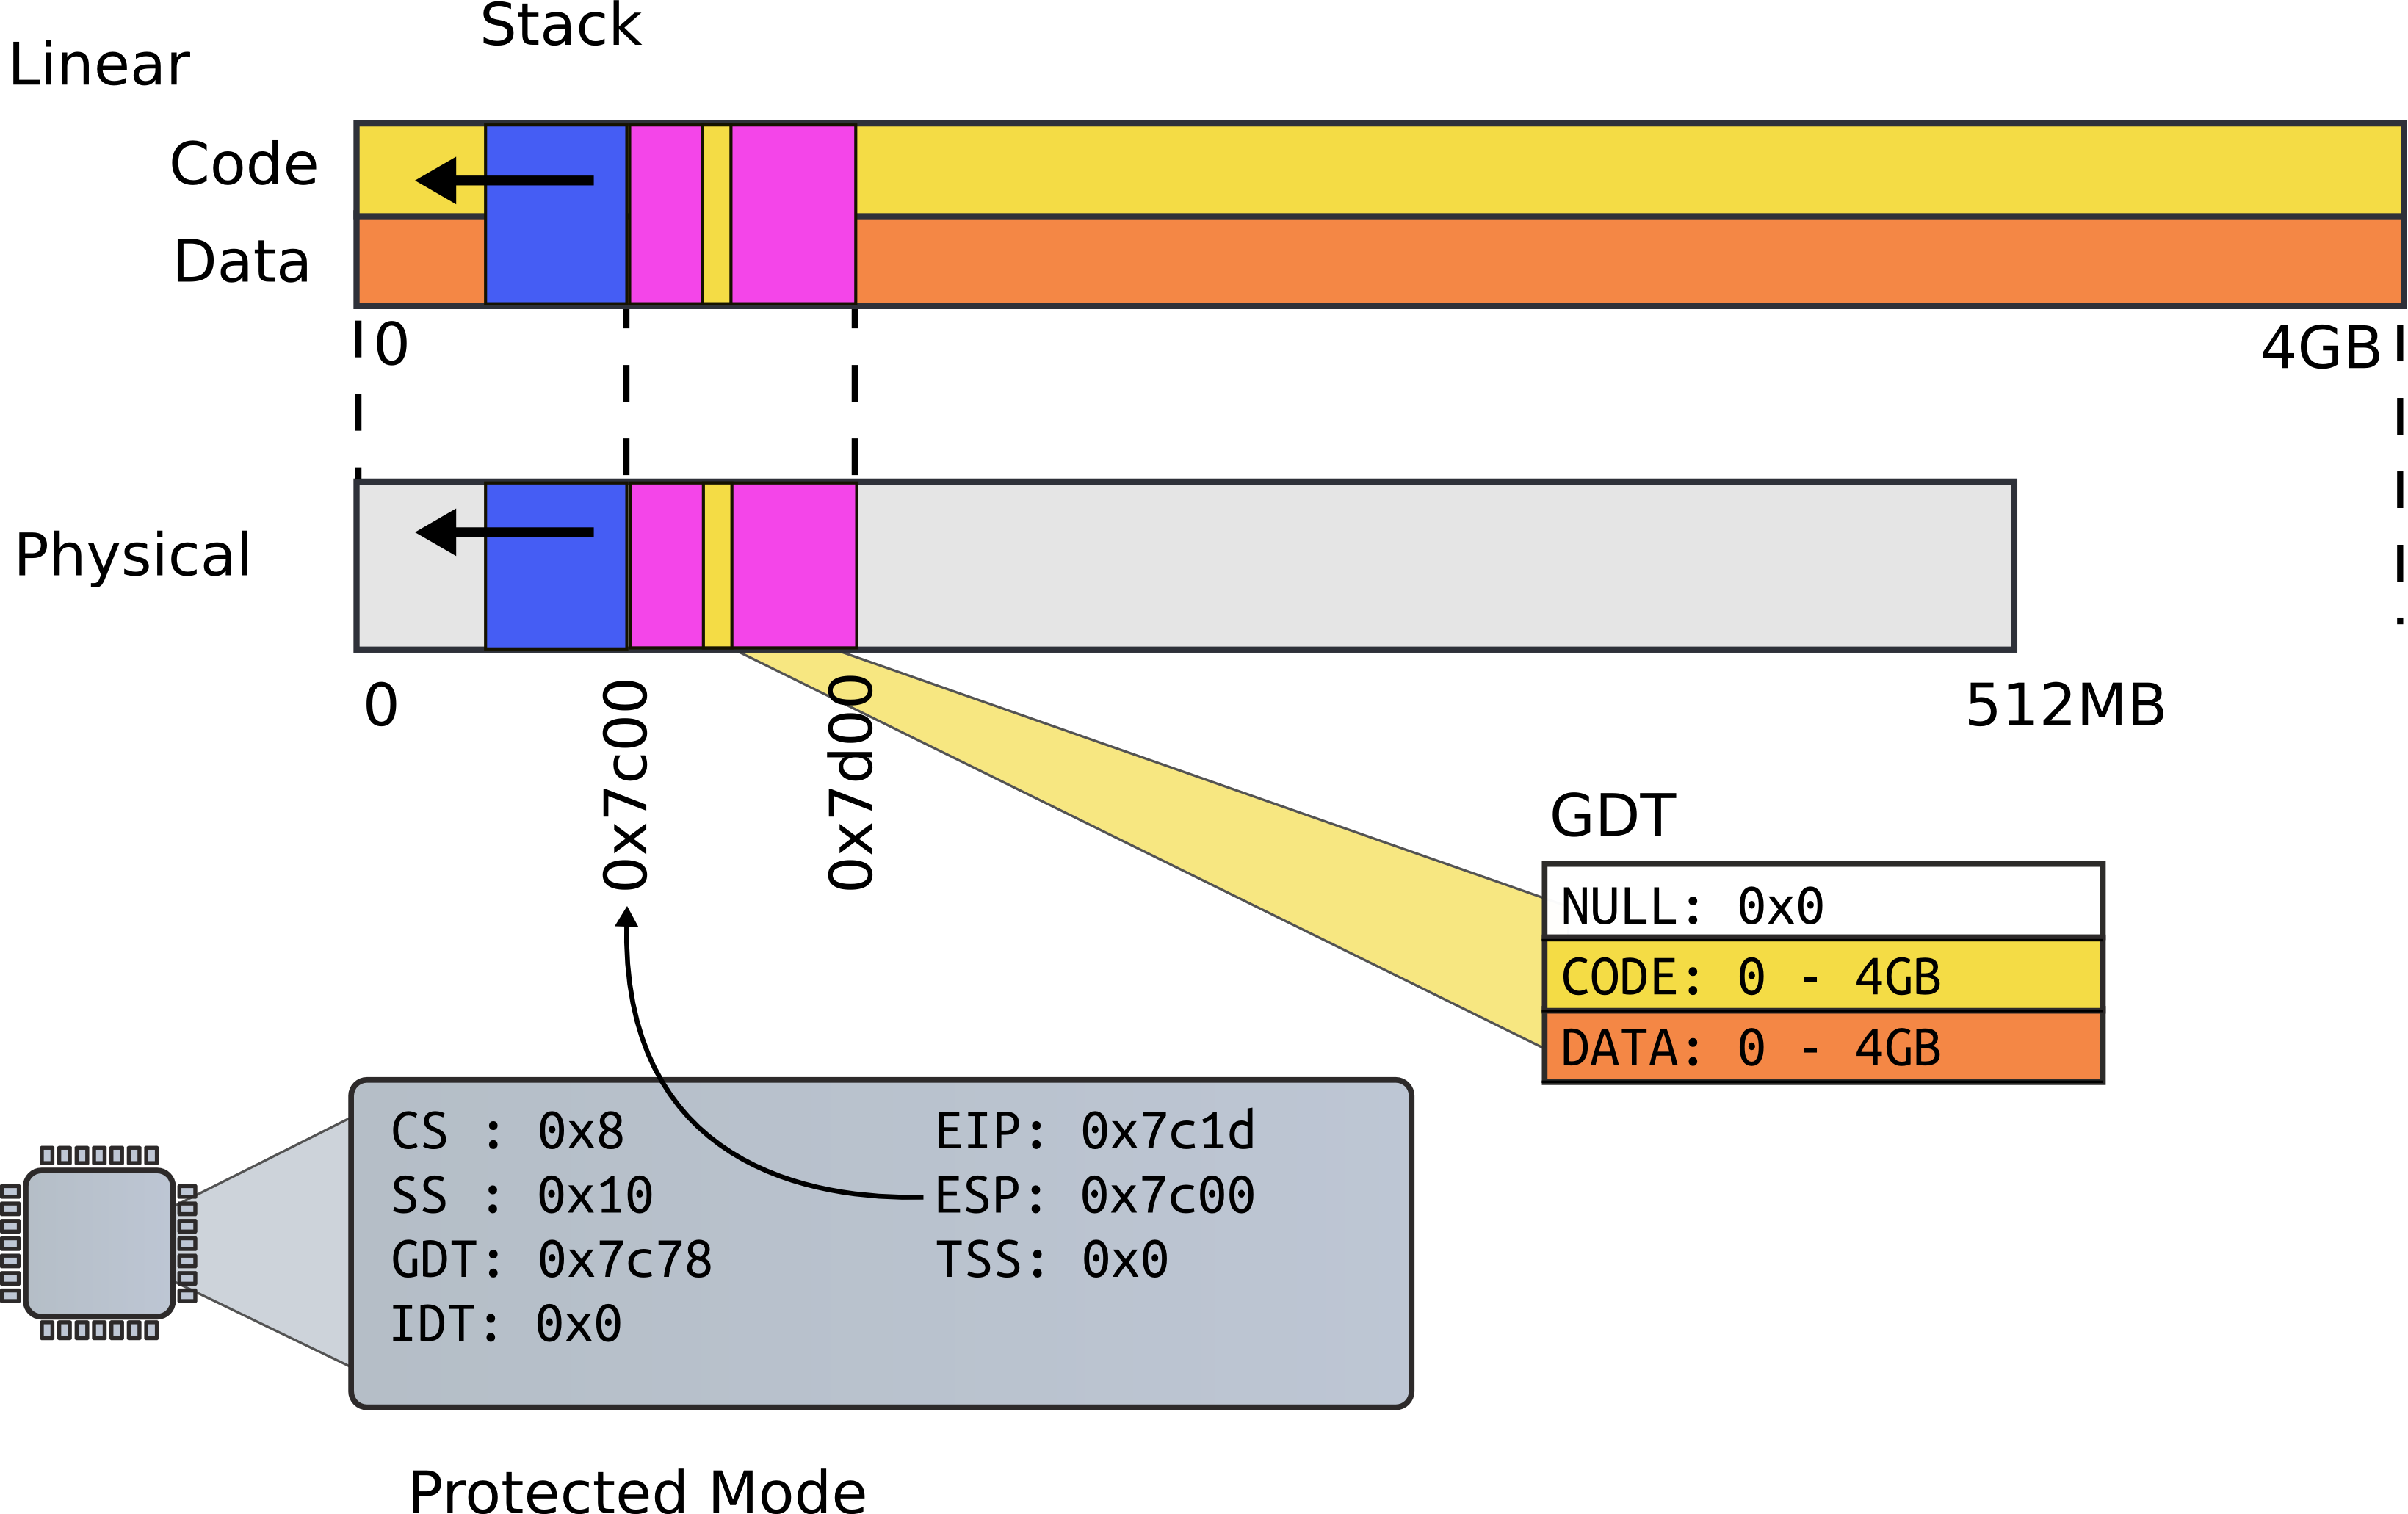 Stack
Linear
Code
Data
0
4GB
Physical
0
0x7c00
0x7d00
512MB
GDT
NULL: 0x0
CODE: 0 - 4GB
DATA: 0 - 4GB
CS : 0x8
EIP: 0x7c1d
SS : 0x10
ESP: 0x7c00
GDT: 0x7c78
TSS: 0x0
IDT: 0x0
Protected Mode